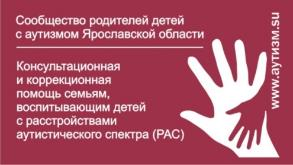 Сообщество родителей детей
с аутизмом Ярославской области
Консультационная
и коррекционная
помощь семьям,
воспитывающим детей
с расстройствами
аутистического спектра (РАС)
www.аутизм.su